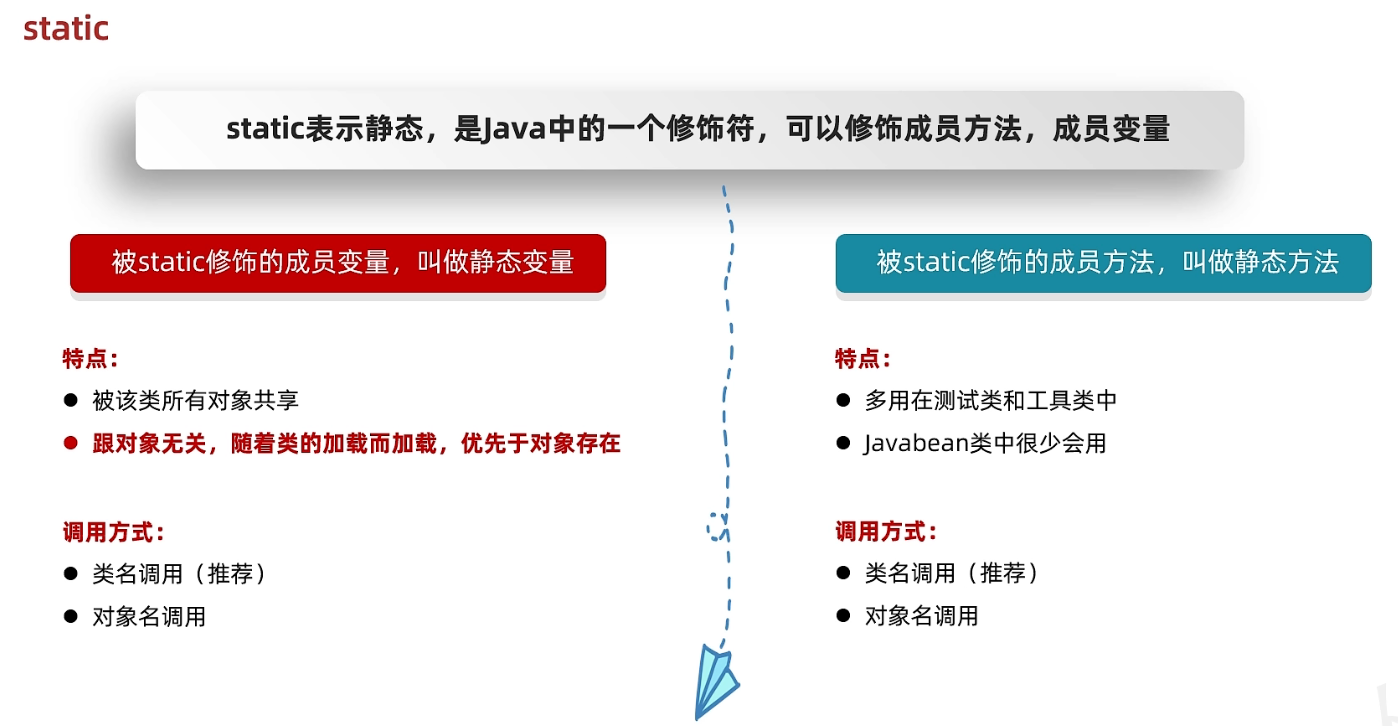 static
static表示静态，是Java中的一个修饰符，可以修饰成员方法，成员变量
被static修饰的成员变量，叫做静态变量
特点：
被该类所有对象共享
跟对象无关，随着类的加载而加载，优先于对象存在
调用方式：
类名调用（推荐）
对象名调用
被static修饰的成员方法，叫做静态方法
特点：
多用在测试类和工具类中
Javabean类中很少会用
调用方式：
类名调用（推荐）
对象名调用